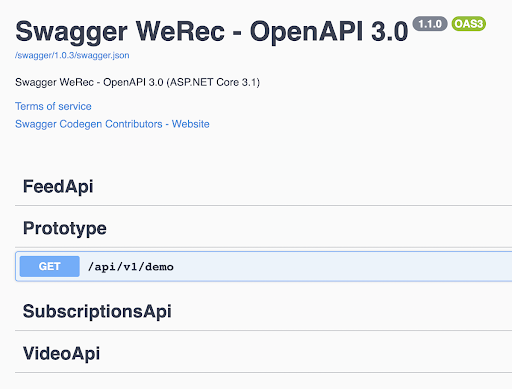 Swagger WeRec - OpenAPI 3.0 1.1.0 OAS3
/swagger/1.0.3/swagger.json
Swagger WeRec - OpenAPI 3.0 (ASP.NET Core 3.1)
Terms of service
Swagger Codegen Contributors - Website
FeedApi
Prototype
GET /api/v1/demo
SubscriptionsApi
VideoApi